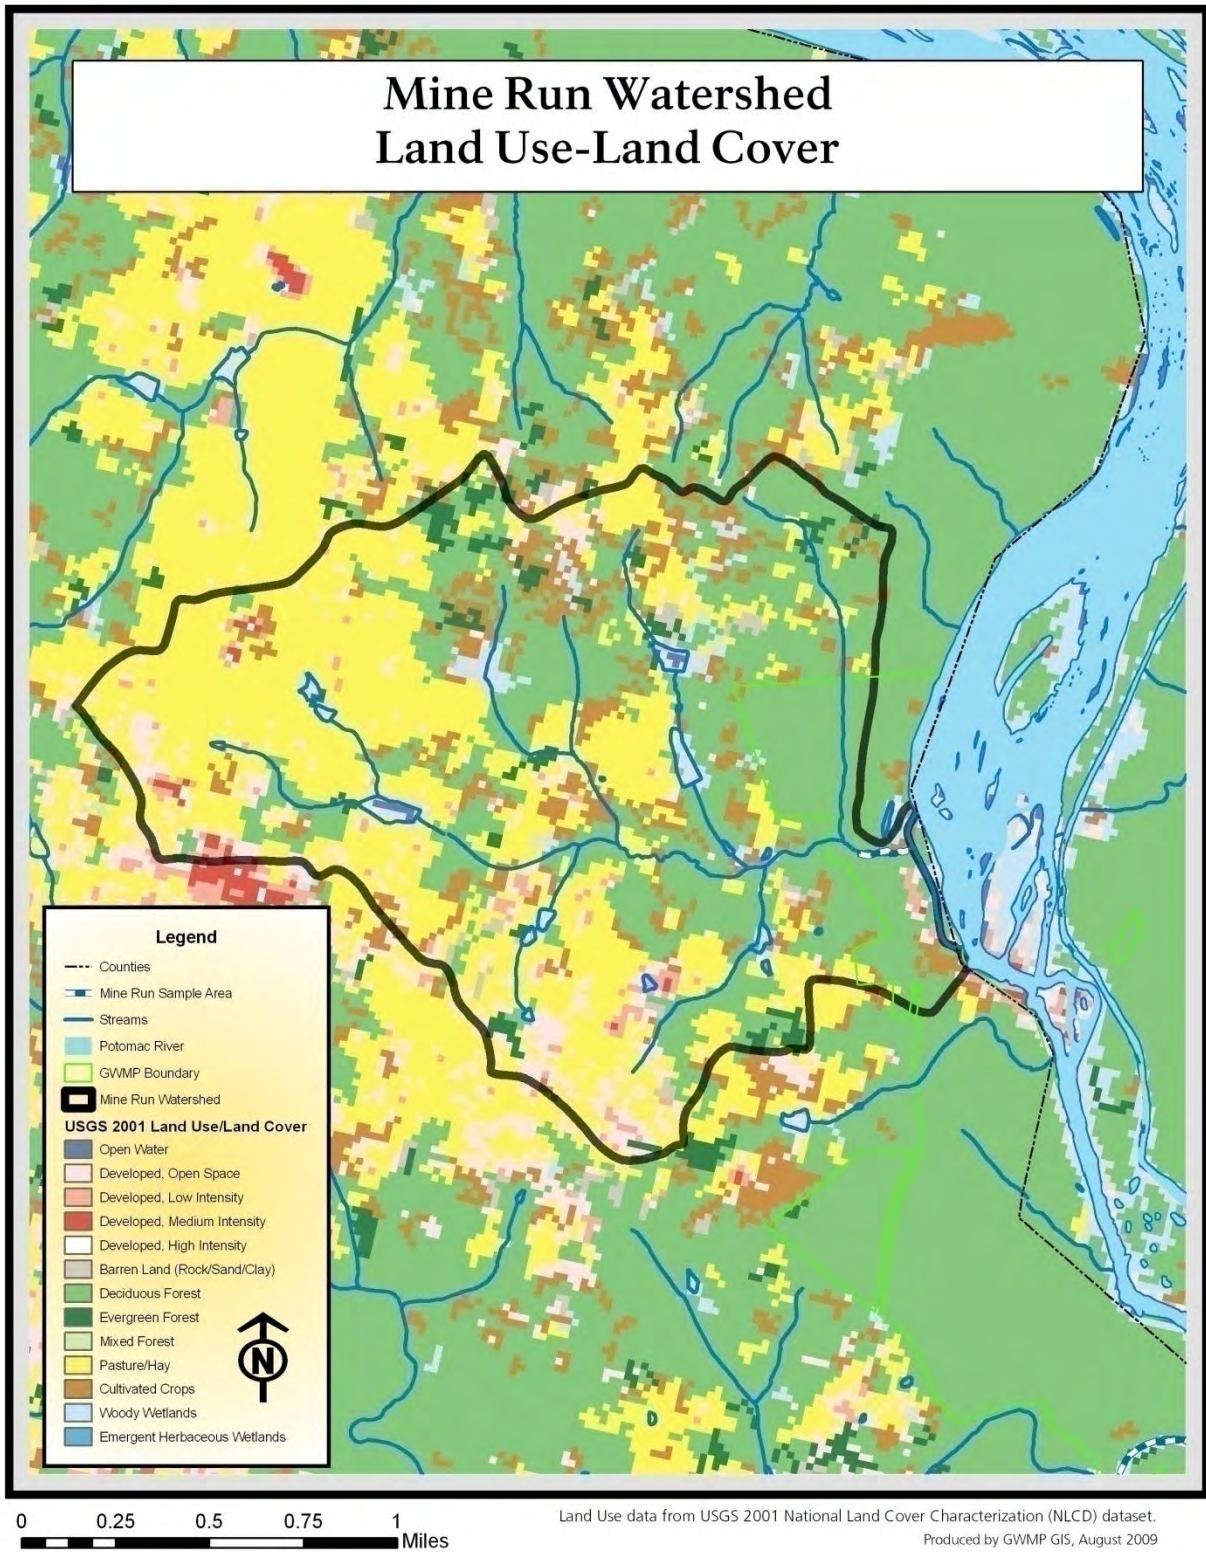 Mine Run Watershed
Land Use-Land Cover
Legend
Counties
Mine Run Sample Area
Streams
Potomac River
GWMP Boundary
Mine Run Watershed
USGS 2001 Land Use/Land Cover
Open Water
Developed, Open Space
Developed, Low Intensity
Developed, Medium Intensity
Developed, High Intensity
Barren Land (Rock/Sand/Clay)
Deciduous Forest
Evergreen Forest
Mixed Forest
Pasture/Hay
Cultivated Crops
Woody Wetlands
Emergent Herbaceous Wetlands
N
0 0.25 0.5 0.75 1
Miles
Land Use data from USGS 2001 National Land Cover Characterization (NLCD) dataset.
Produced by GWMP GIS, August 2009